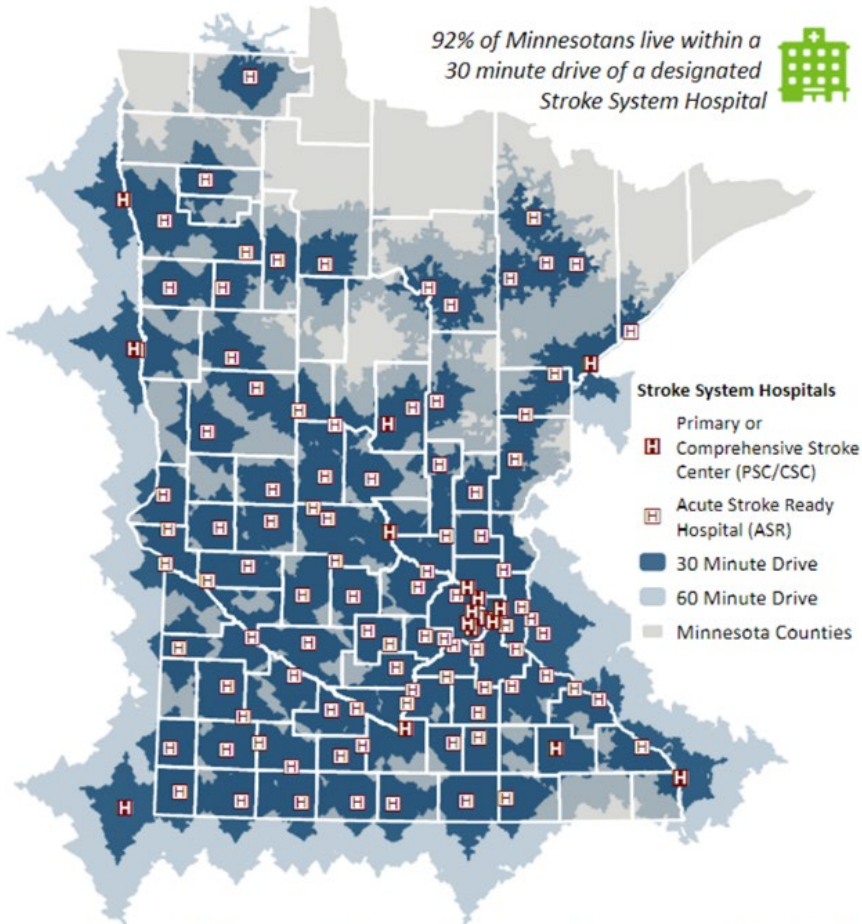 92% of Minnesotans live within a
30 minute drive of a designated
Stroke System Hospital
Stroke System Hospitals
Primary or
Comprehensive Stroke
Center (PSC/CSC)
Acute Stroke Ready
Hospital (ASR)
30 Minute Drive
60 Minute Drive
Minnesota Counties